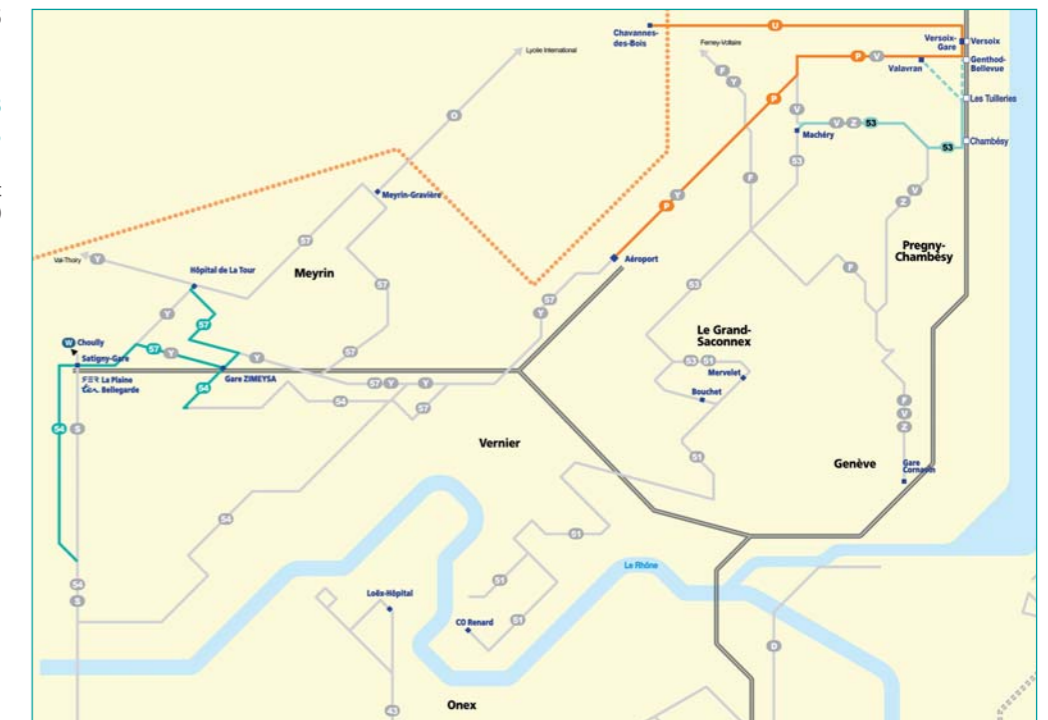 Chavannes-
des-Bois
U
Versoix-
Gare
Versoix
Lycée International
Ferney-Voltaire
P
V
Genthod-
Bellevue
Valavran
F
Y
P
Les Tuilleries
O
V
V
Z
53
Machéry
53
Chambésy
53
F
Meyrin-Gravière
V
Z
Y
P
57
Pregny-
Chambésy
Val-Thoiry
Y
Aéroport
F
Hôpital de La Tour
Meyrin
57
53
57
Y
Y
57
Le Grand-
Saconnex
W
Choully
57
Y
57
Y
Satigny-Gare
53
51
Mervelet
FER
La Plaine
Bellegarde
Gare ZIMEYSA
57
Y
Y
54
Bouchet
54
57
F
V
Z
54
S
Vernier
51
Genève
Gare
Cornavin
54
51
Le Rhône
54
S
51
Loëx-Hôpital
CO Renard
51
D
Onex
43